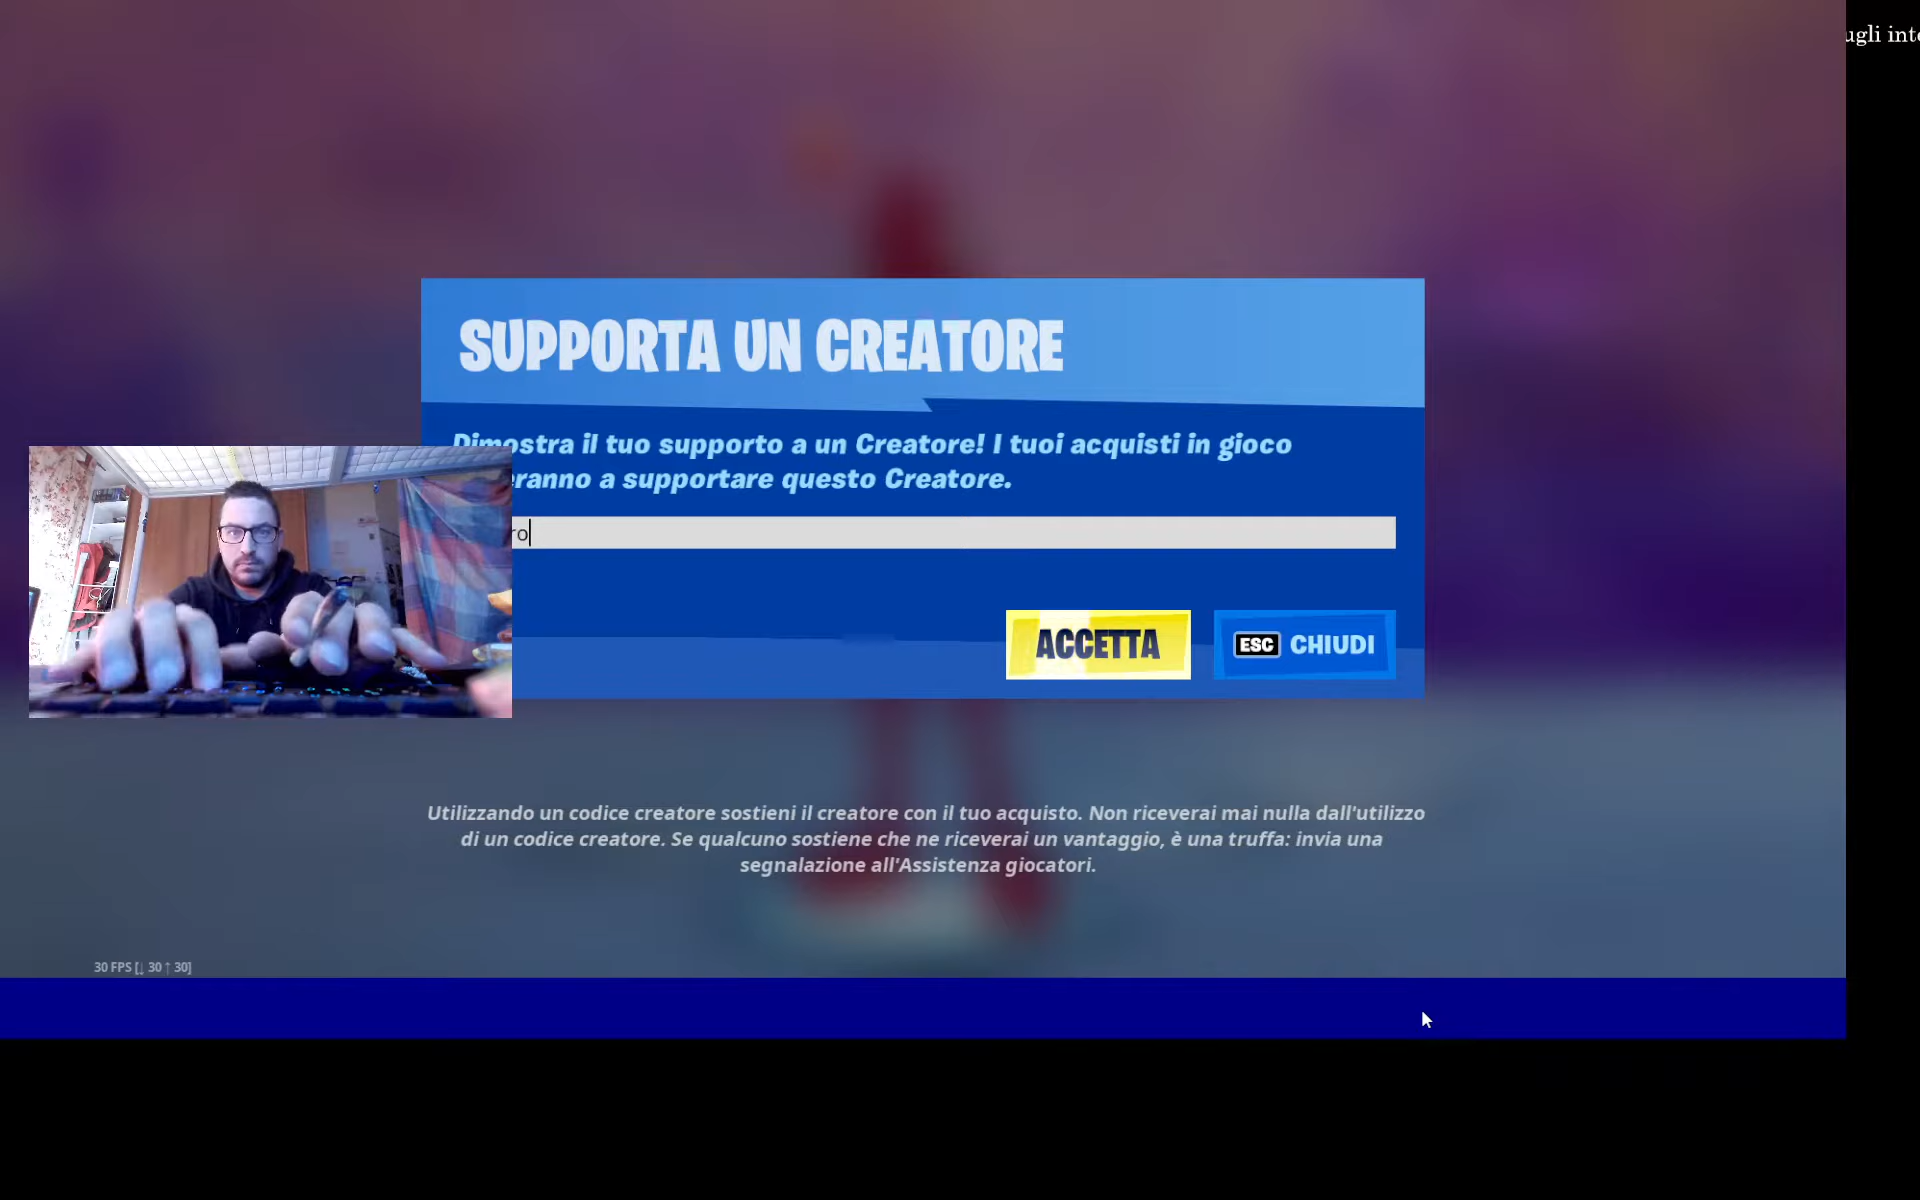 ugli
SUPPORTA UN CREATORE
Dimostra il tuo supporto a un Creatore! I tuoi acquisti in gioco
eranno a supportare questo Creatore.
ro
ACCETTA
ESC CHIUDI
Utilizzando un codice creatore sostieni il creatore con il tuo acquisto. Non riceverai mai nulla dall'utilizzo
di un codice creatore. Se qualcuno sostiene che ne riceverai un vantaggio, è una truffa: invia una
segnalazione all'Assistenza giocatori.
30 FPS [↓ 30 ↑ 30]